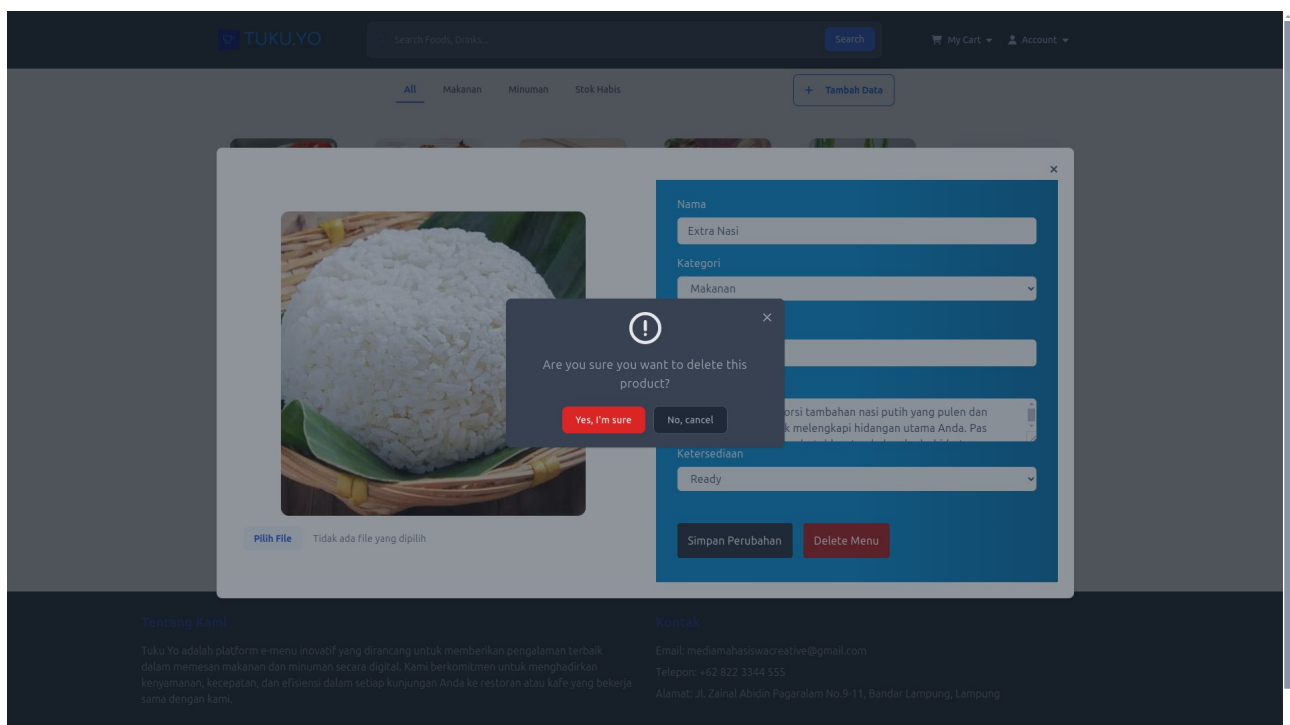 TUKU.YO
Search Foods, Drinks...
Search
My Cart
Account
All
Makanan
Minuman
Stok Habis
+ Tambah Data
×
Nama
Extra Nasi
Kategori
Makanan
×
Are you sure you want to delete this
product?
Yes, I'm sure
No, cancel
orsi tambahan nasi putih yang pulen dan
k melengkapi hidangan utama Anda. Pas
Ketersediaan
Ready
Pilih File
Tidak ada file yang dipilih
Simpan Perubahan
Delete Menu
Tentang Kami
Tuku Yo adalah platform e-menu inovatif yang dirancang untuk memberikan pengalaman terbaik
dalam memesan makanan dan minuman secara digital. Kami berkomitmen untuk menghadirkan
kenyamanan, kecepatan, dan efisiensi dalam setiap kunjungan Anda ke restoran atau kafe yang bekerja
sama dengan kami.
Kontak
Email: mediamahasiswacreative@gmail.com
Telepon: +62 822 3344 555
Alamat: Jl. Zainal Abidin Pagaralam No.9-11, Bandar Lampung, Lampung